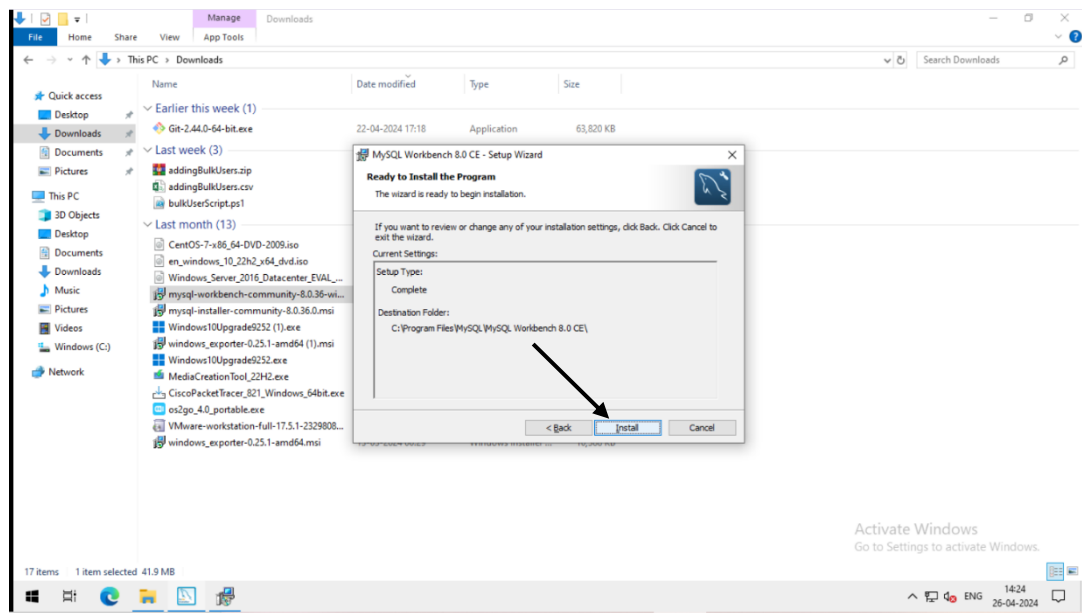 Manage
Downloads
File
Home
Share
View
App Tools
This PC > Downloads
Search Downloads
Name
Date modified
Type
Size
Quick access
Desktop
Downloads
Documents
Pictures
This PC
3D Objects
Desktop
Documents
Downloads
Music
Pictures
Videos
Windows (C:)
Network
Earlier this week (1)
Git-2.44.0-64-bit.exe 22-04-2024 17:18 Application 63,820 KB
Last week (3)
addingBulkUsers.zip
addingBulkUsers.csv
bulkUserScript.ps1
Last month (13)
CentOS-7-x86_64-DVD-2009.iso
en_windows_10_22h2_x64_dvd.iso
Windows_Server_2016_Datacenter_EVAL_...
mysql-workbench-community-8.0.36-wi...
mysql-installer-community-8.0.36.0.msi
Windows10Upgrade9252 (1).exe
windows_exporter-0.25.1-amd64 (1).msi
Windows10Upgrade9252.exe
MediaCreationTool_22H2.exe
CiscoPacketTracer_821_Windows_64bit.exe
os2go_4.0_portable.exe
VMware-workstation-full-17.5.1-2329808...
windows_exporter-0.25.1-amd64.msi
MySQL Workbench 8.0 CE - Setup Wizard
Ready to Install the Program
The wizard is ready to begin installation.
If you want to review or change any of your installation settings, click Back. Click Cancel to
exit the wizard.
Current Settings:
Setup Type:
Complete
Destination Folder:
C:\Program Files\MySQL\MySQL Workbench 8.0 CE\
< Back
Install
Cancel
Activate Windows
Go to Settings to activate Windows.
17 items 1 item selected 41.9 MB
ENG
14:24
26-04-2024